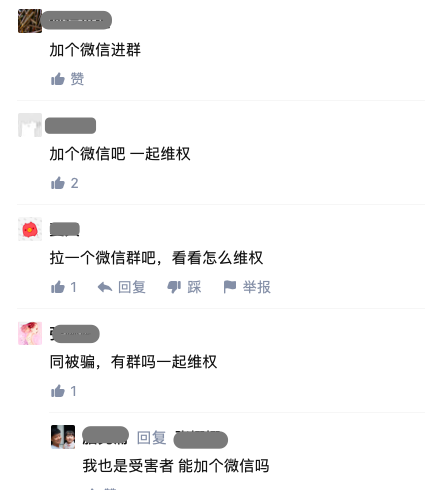 加个微信进群
赞
加个微信吧 一起维权
2
拉一个微信群吧，看看怎么维权
1 回复 踩 举报
同被骗，有群吗一起维权
1
回复
我也是受害者 能加个微信吗